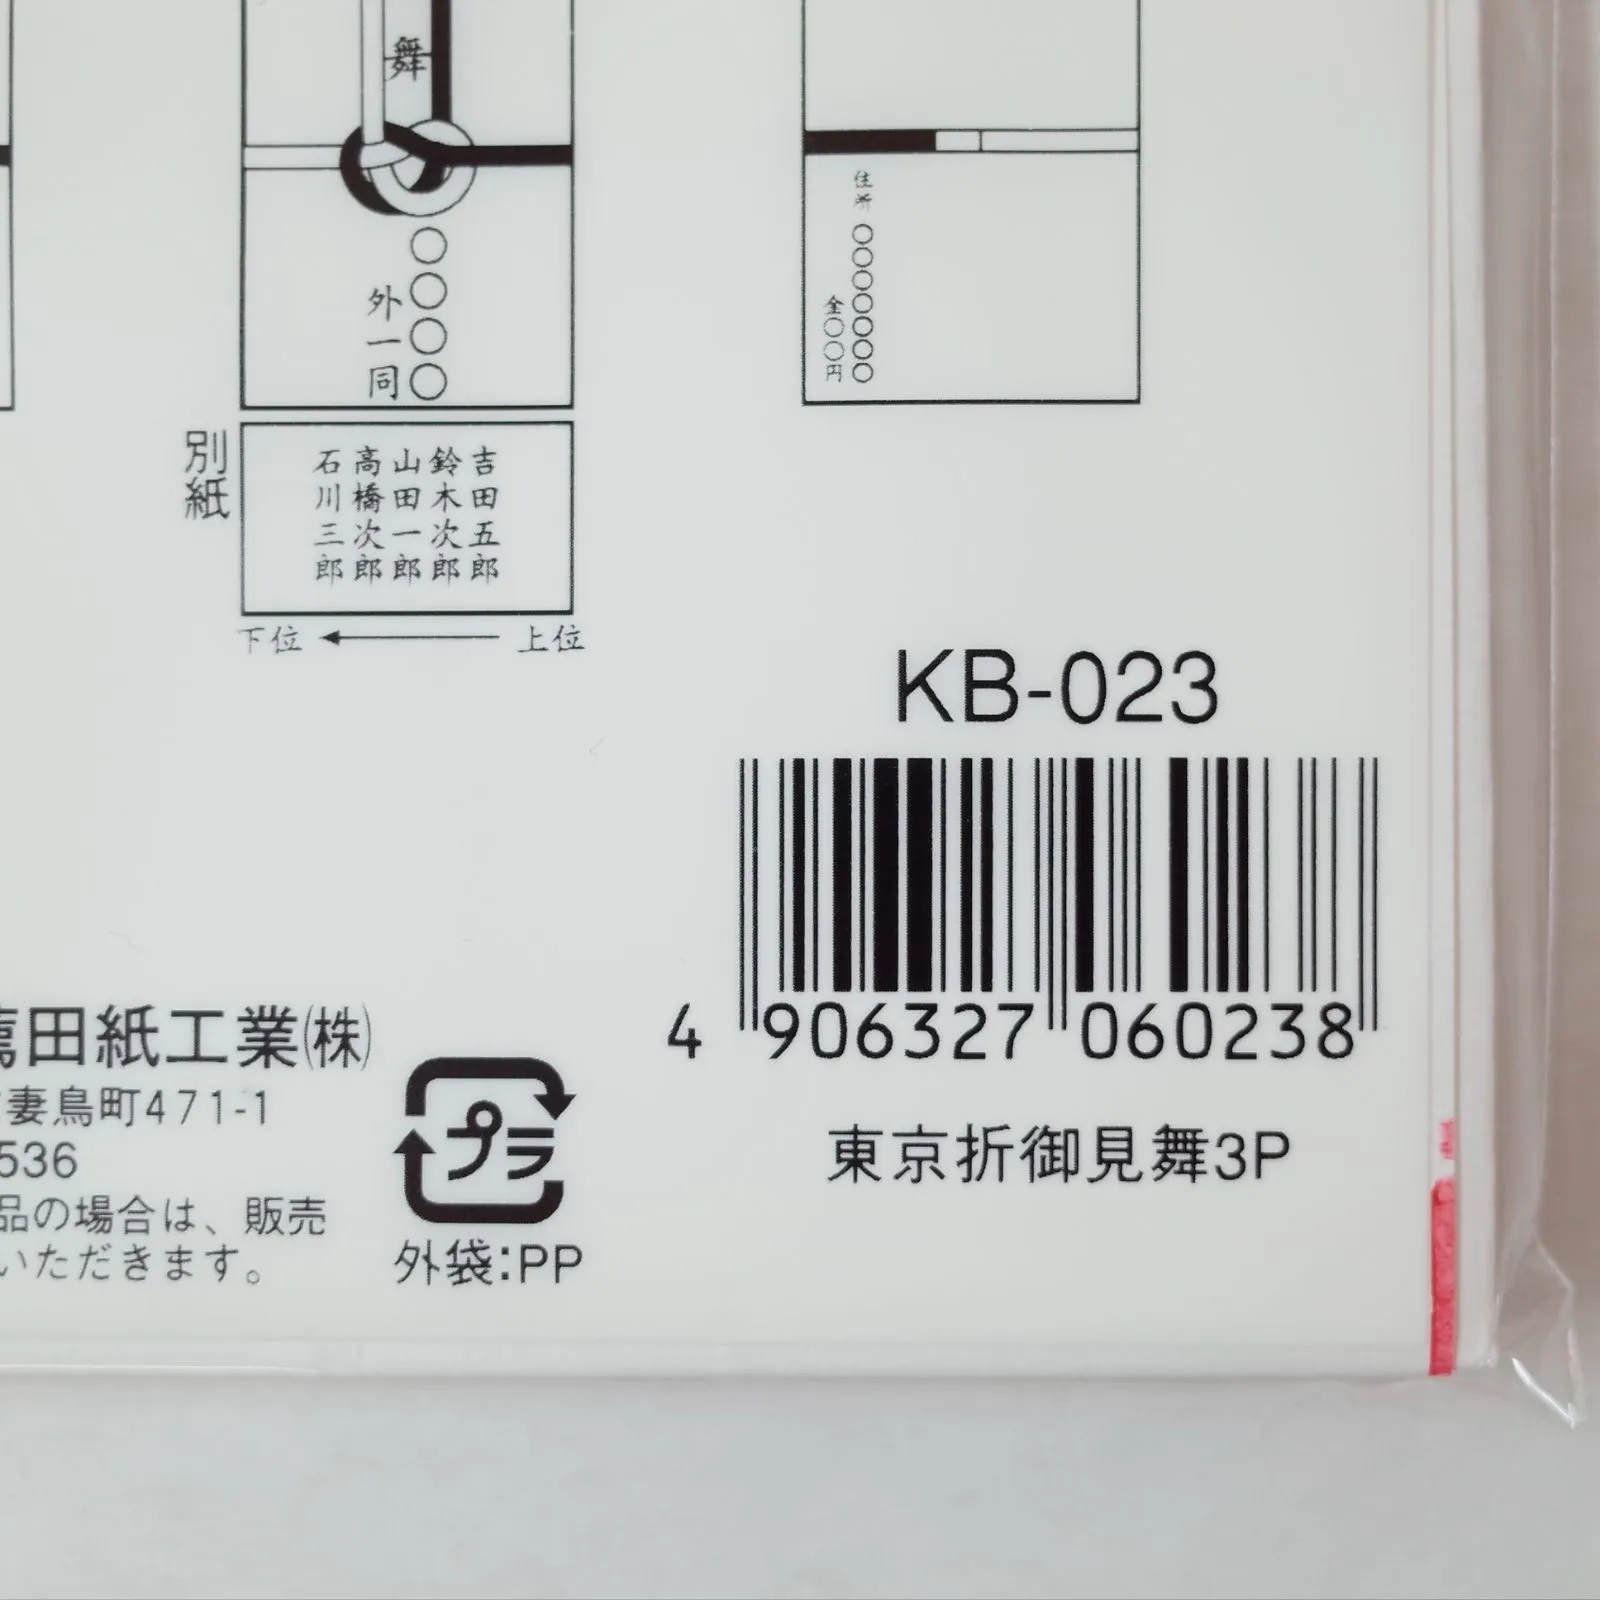 舞
○○○○
外一同
住所 ○○○○○○○
金○○円
別紙
吉田五郎
鈴木次郎
山田一郎
高橋次郎
石川三郎
下位 ← 上位
KB-023
4 906327 060238
東京折御見舞3P
田紙工業(株)
妻鳥町471-1
536
品の場合は、販売
いただきます。
プラ
外袋:PP